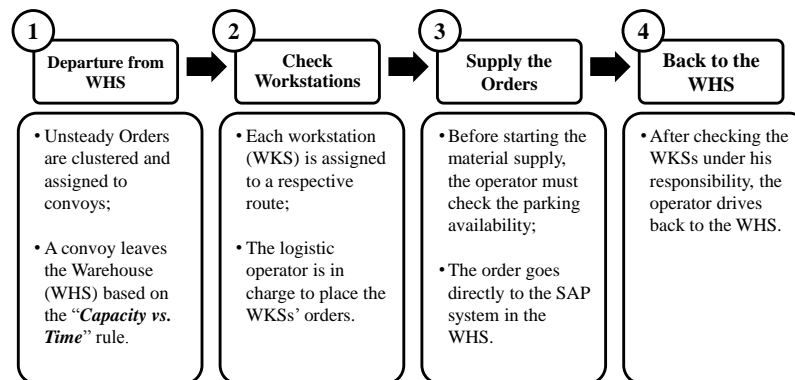 1
Departure from
WHS
• Unsteady Orders
are clustered and
assigned to
convoys;
• A convoy leaves
the Warehouse
(WHS) based on
the “Capacity vs.
Time” rule.
2
Check
Workstations
• Each workstation
(WKS) is assigned
to a respective
route;
• The logistic
operator is in
charge to place the
WKSs’ orders.
3
Supply the
Orders
• Before starting the
material supply,
the operator must
check the parking
availability;
• The order goes
directly to the SAP
system in the
WHS.
4
Back to the
WHS
• After checking the
WKSs under his
responsibility, the
operator drives
back to the WHS.